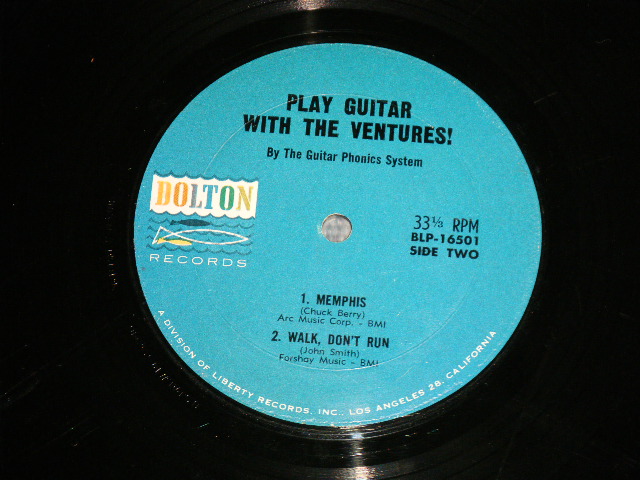 PLAY GUITAR
WITH THE VENTURES!
By The Guitar Phonics System
DOLTON
RECORDS
33⅓ RPM
BLP-16501
SIDE TWO
1. MEMPHIS
(Chuck Berry)
Arc Music Corp. - BMI
2. WALK, DON'T RUN
(John Smith)
Forshay Music - BMI
A DIVISION OF LIBERTY RECORDS, INC., LOS ANGELES 28, CALIFORNIA